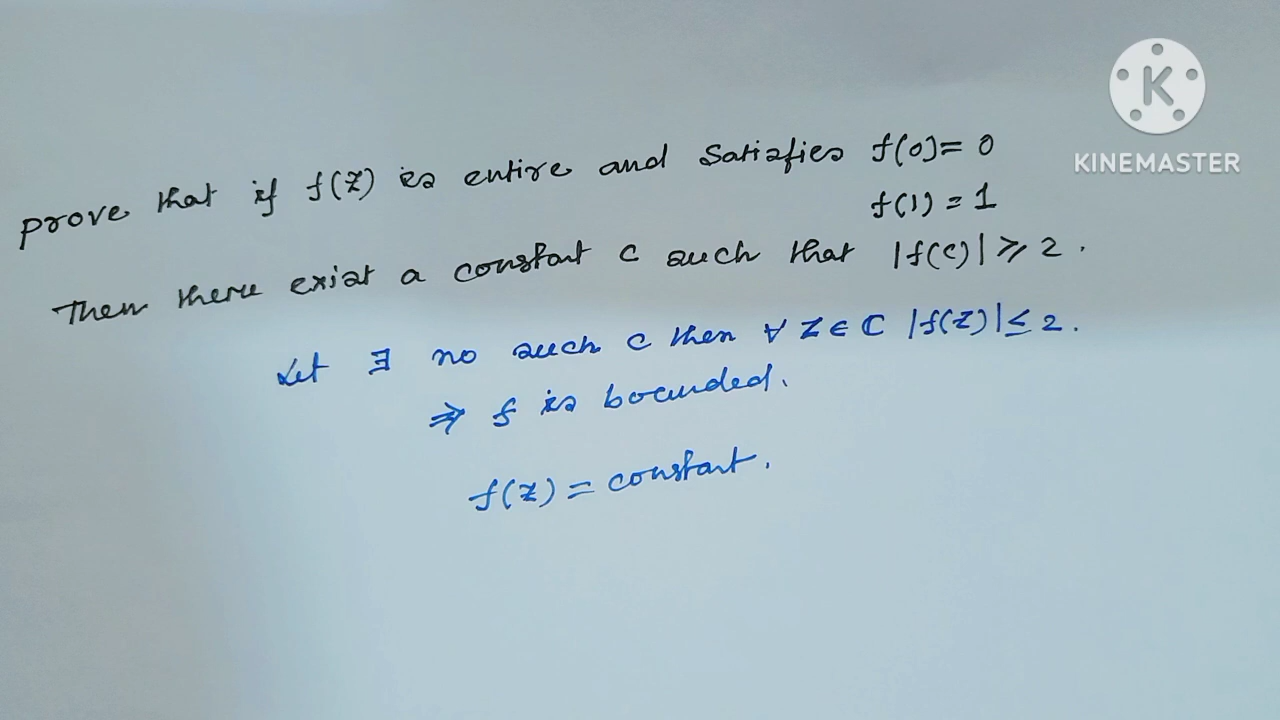 prove that if f(z) is entire and satisfies f(0)= 0
f(1) = 1
Then there exist a constant c such that |f(c)| ⩾ 2 .
Let ∃ no such c then ∀ z ∈ ℂ |f(z)| ≤ 2.
⇒ f is bounded.
f(z) = constant.
K
KINEMASTER